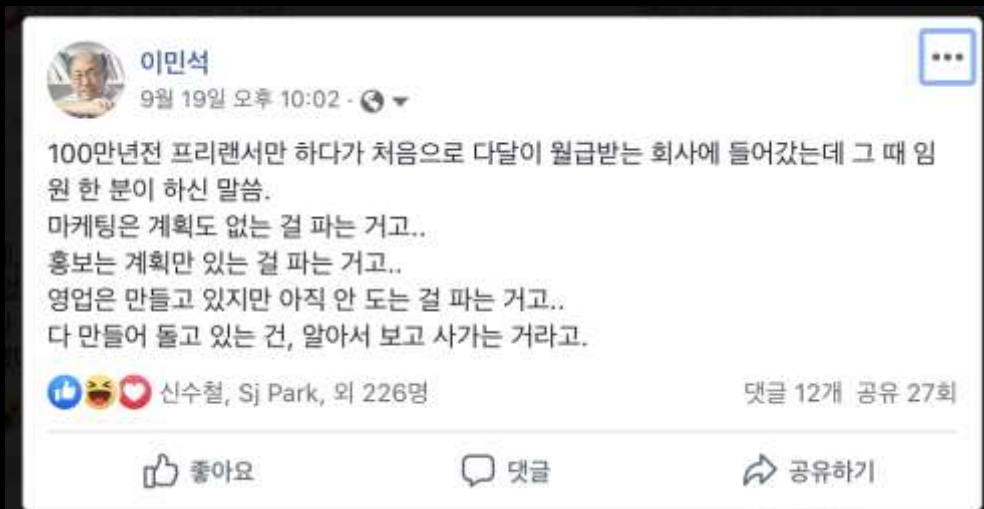 이민석
9월 19일 오후 10:02 ·
100만년전 프리랜서만 하다가 처음으로 다달이 월급받는 회사에 들어갔는데 그 때 임
원 한 분이 하신 말씀.
마케팅은 계획도 없는 걸 파는 거고..
홍보는 계획만 있는 걸 파는 거고..
영업은 만들고 있지만 아직 안 도는 걸 파는 거고..
다 만들어 돌고 있는 건, 알아서 보고 사가는 거라고.
신수철, Sj Park, 외 226명 댓글 12개 공유 27회
좋아요 댓글 공유하기